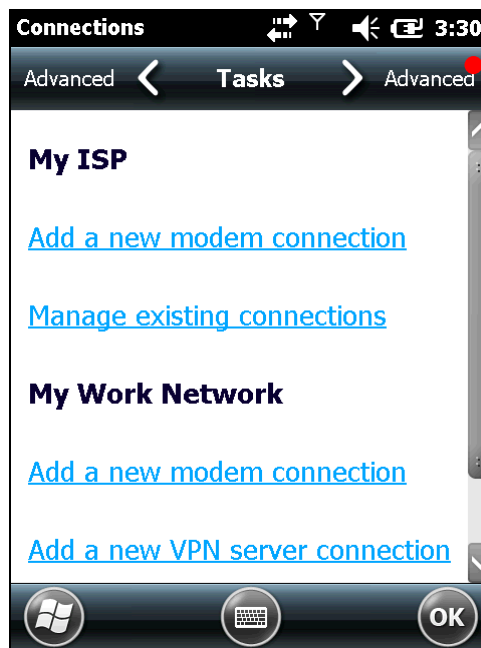 Connections 3:30
Advanced Tasks Advanced
My ISP
Add a new modem connection
Manage existing connections
My Work Network
Add a new modem connection
Add a new VPN server connection
OK